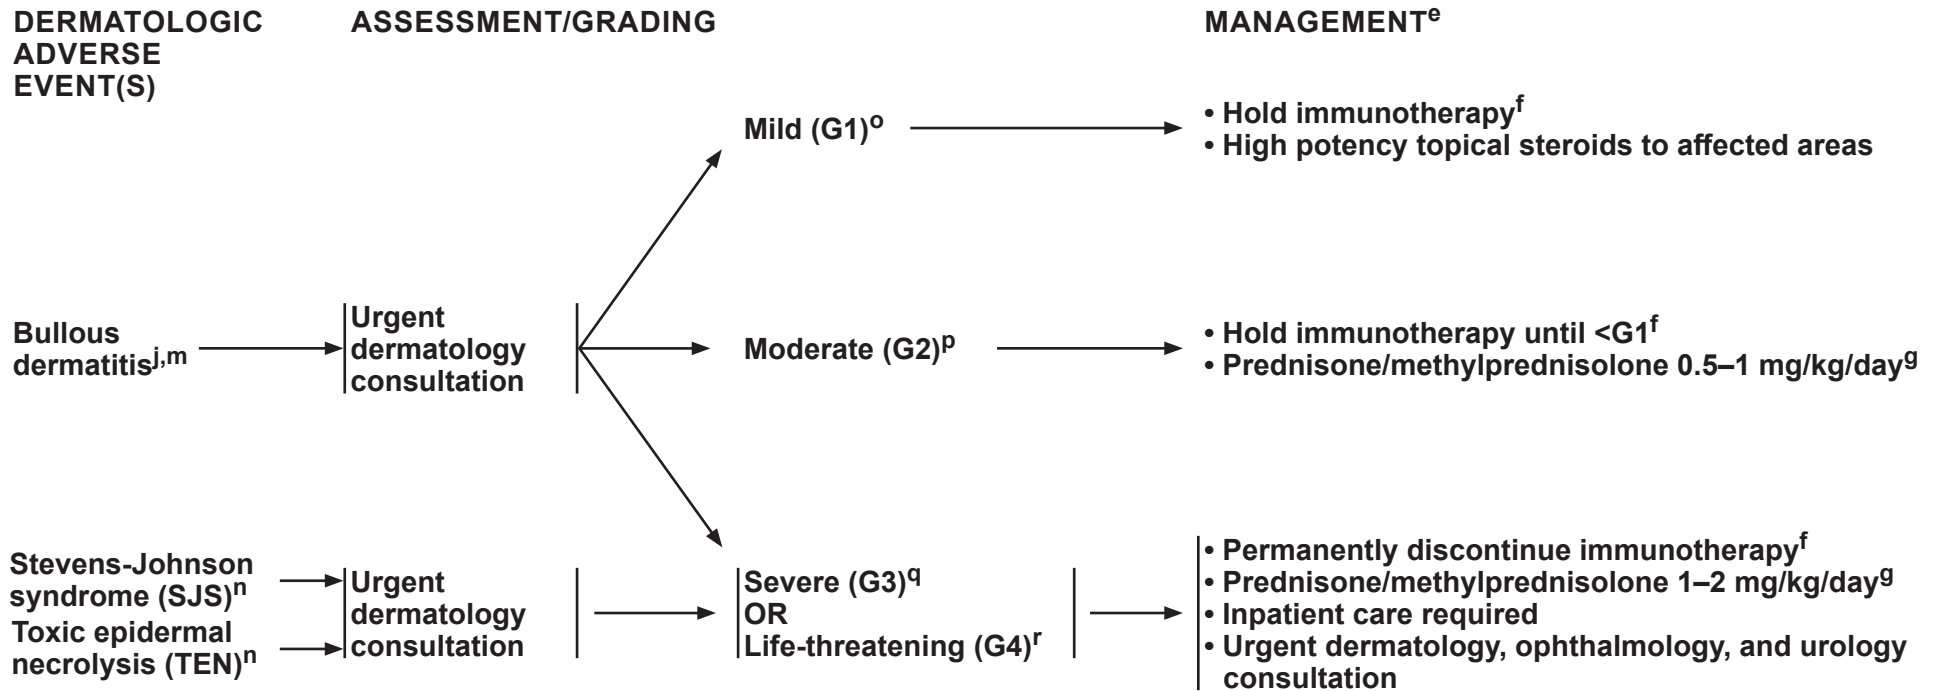 DERMATOLOGIC
ADVERSE
EVENT(S)
ASSESSMENT/GRADING
MANAGEMENTᵉ
Mild (G1)ᵒ
• Hold immunotherapyᶠ
• High potency topical steroids to affected areas
Bullous
dermatitisʲ,ᵐ
Urgent
dermatology
consultation
Moderate (G2)ᵖ
• Hold immunotherapy until <G1ᶠ
• Prednisone/methylprednisolone 0.5–1 mg/kg/dayᵍ
Stevens-Johnson
syndrome (SJS)ⁿ
Toxic epidermal
necrolysis (TEN)ⁿ
Urgent
dermatology
consultation
Severe (G3)q
OR
Life-threatening (G4)ʳ
• Permanently discontinue immunotherapyᶠ
• Prednisone/methylprednisolone 1–2 mg/kg/dayᵍ
• Inpatient care required
• Urgent dermatology, ophthalmology, and urology
consultation